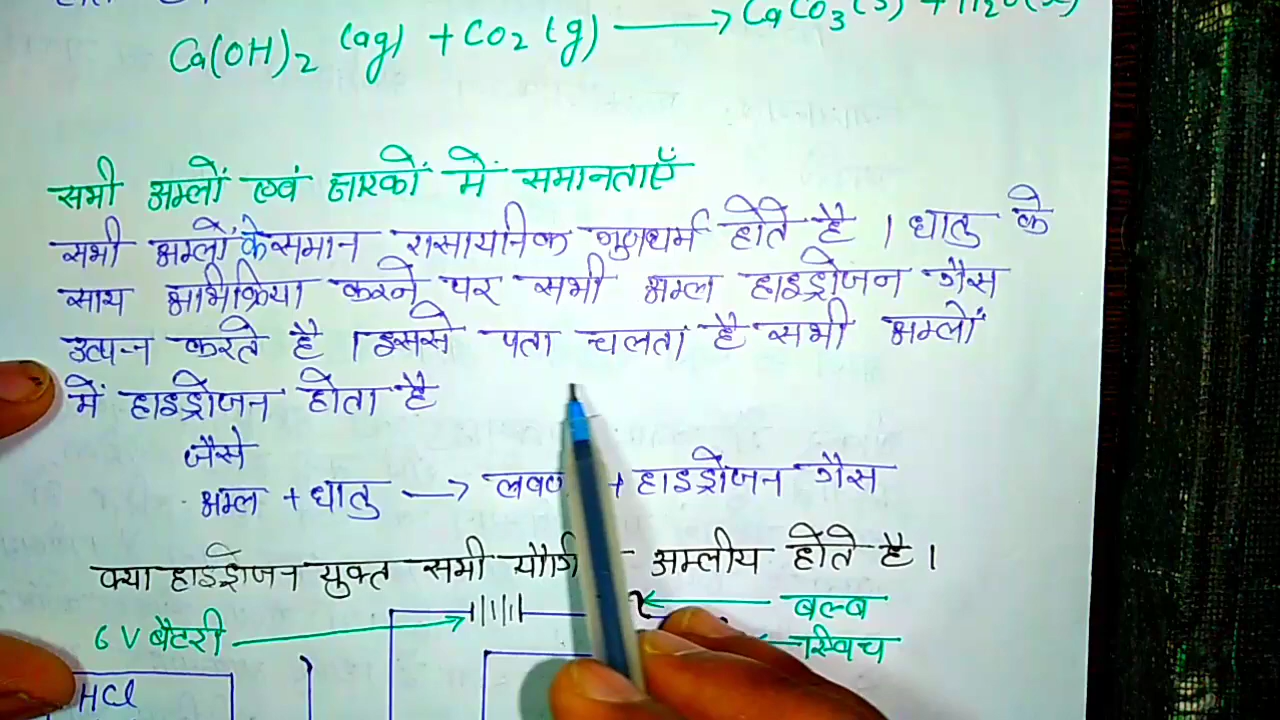 Ca(OH)2 (aq) + CO2 (g) → CaCO3 (s) + H2O(l)
सभी अम्लों एवं क्षारकों में समानताएँ
सभी अम्लों के समान रासायनिक गुणधर्म होते है । धातु के
साथ अभिक्रिया करने पर सभी अम्ल हाइड्रोजन गैस
उत्पन्न करते है । इससे पता चलता है सभी अम्लों
में हाइड्रोजन होता है
जैसे
अम्ल + धातु → लवण + हाइड्रोजन गैस
क्या हाइड्रोजन युक्त सभी अम्लीय होते है ।
बल्ब
6 V बैटरी
स्विच
HCl